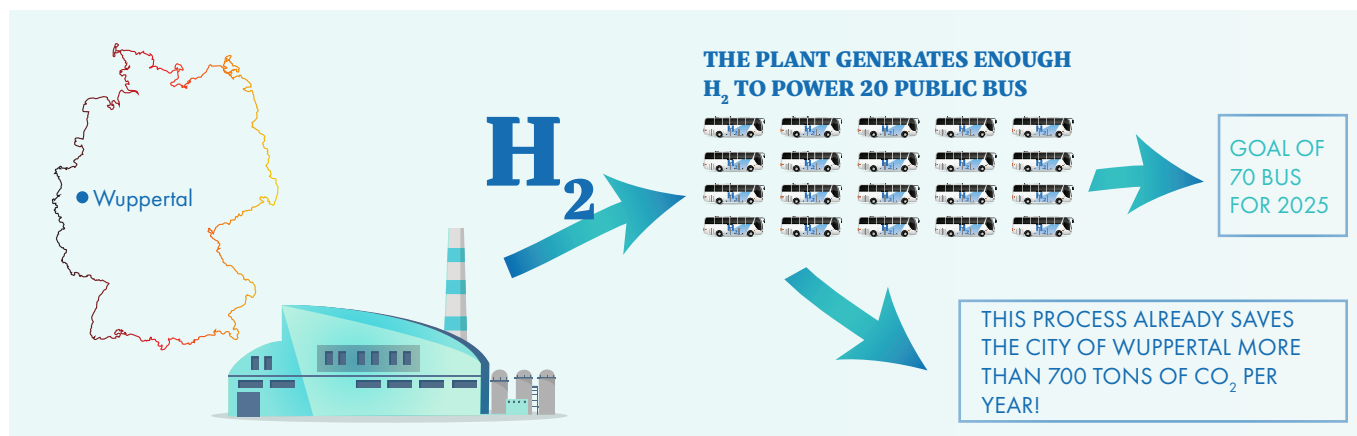 Wuppertal
H₂
THE PLANT GENERATES ENOUGH
H₂ TO POWER 20 PUBLIC BUS
GOAL OF
70 BUS
FOR 2025
THIS PROCESS ALREADY SAVES
THE CITY OF WUPPERTAL MORE
THAN 700 TONS OF CO₂ PER
YEAR!